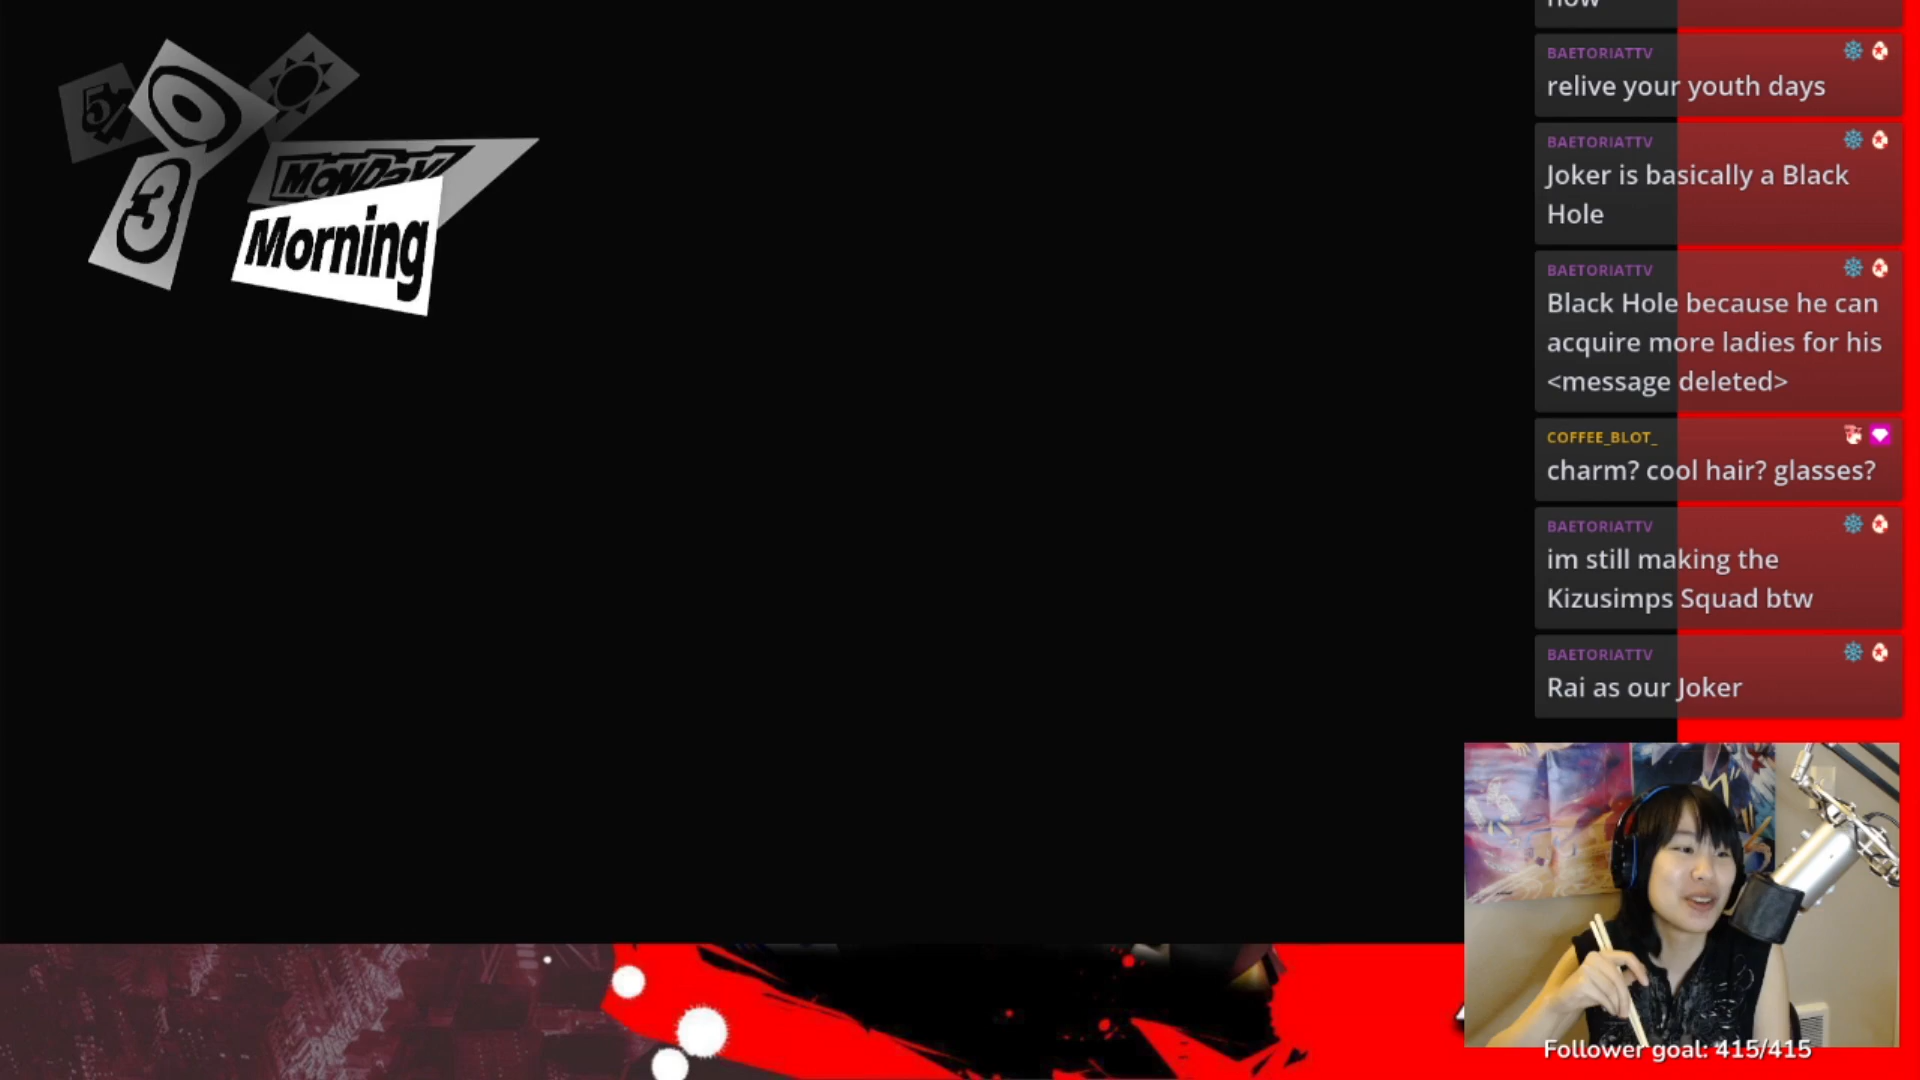 5/
03
MONDAY
Morning
BAETORIATTV
relive your youth days
BAETORIATTV
Joker is basically a Black
Hole
BAETORIATTV
Black Hole because he can
acquire more ladies for his
<message deleted>
COFFEE_BLOT_
charm? cool hair? glasses?
BAETORIATTV
im still making the
Kizusimps Squad btw
BAETORIATTV
Rai as our Joker
Follower goal: 415/415